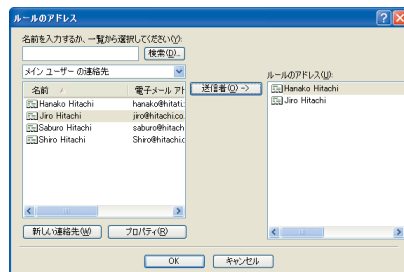 ルールのアドレス
名前を入力するか、一覧から選択してください(Y):
検索(D)...
メイン ユーザー の連絡先
名前 / 電子メール アド
Hanako Hitachi hanako@hitati.
Jiro Hitachi jiro@hitachi.co.
Saburo Hitachi saburo@hitach
Shiro Hitachi Shiro@hitachi.c
送信者(O) ->
ルールのアドレス(U):
Hanako Hitachi
Jiro Hitachi
新しい連絡先(W)
プロパティ(R)
OK
キャンセル